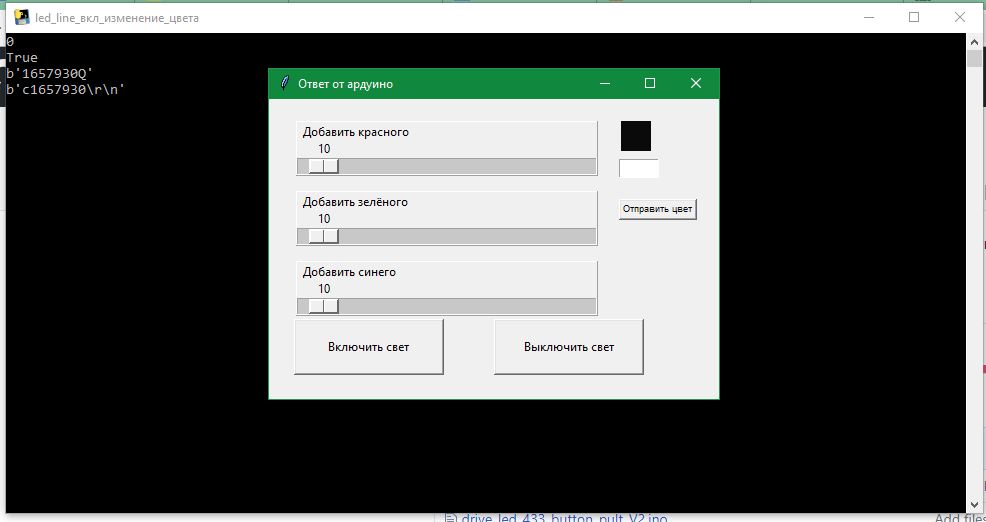 led_line_вкл_изменение_цвета
0
True
b'1657930Q'
b'c1657930\r\n'
Ответ от ардуино
Добавить красного
10
Добавить зелёного
10
Отправить цвет
Добавить синего
10
Включить свет
Выключить свет
drive_led_433_button_pult_V2.ino
Add files